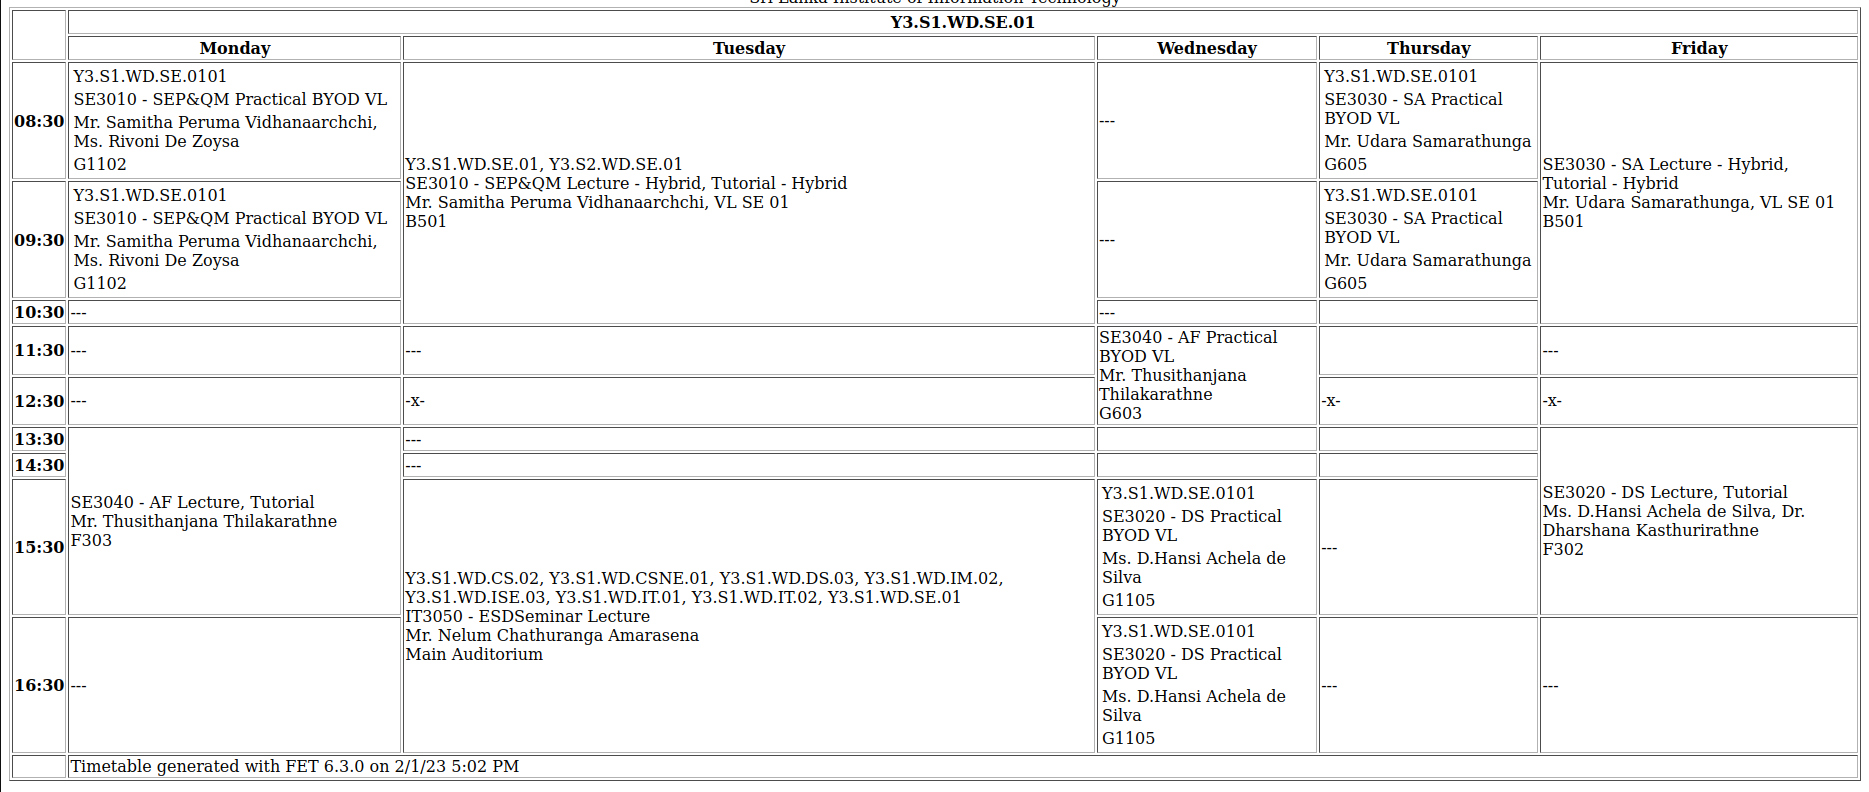 Sri Lanka Institute of Information Technology
Y3.S1.WD.SE.01
Monday
Tuesday
Wednesday
Thursday
Friday
08:30
Y3.S1.WD.SE.0101
SE3010 - SEP&QM Practical BYOD VL
Mr. Samitha Peruma Vidhanaarchchi,
Ms. Rivoni De Zoysa
G1102
Y3.S1.WD.SE.01, Y3.S2.WD.SE.01
SE3010 - SEP&QM Lecture - Hybrid, Tutorial - Hybrid
Mr. Samitha Peruma Vidhanaarchchi, VL SE 01
B501
---
Y3.S1.WD.SE.0101
SE3030 - SA Practical
BYOD VL
Mr. Udara Samarathunga
G605
SE3030 - SA Lecture - Hybrid,
Tutorial - Hybrid
Mr. Udara Samarathunga, VL SE 01
B501
09:30
Y3.S1.WD.SE.0101
SE3010 - SEP&QM Practical BYOD VL
Mr. Samitha Peruma Vidhanaarchchi,
Ms. Rivoni De Zoysa
G1102
---
Y3.S1.WD.SE.0101
SE3030 - SA Practical
BYOD VL
Mr. Udara Samarathunga
G605
10:30
---
---
11:30
---
---
SE3040 - AF Practical
BYOD VL
Mr. Thusithanjana
Thilakarathne
G603
---
12:30
---
-x-
-x-
-x-
13:30
SE3040 - AF Lecture, Tutorial
Mr. Thusithanjana Thilakarathne
F303
---
SE3020 - DS Lecture, Tutorial
Ms. D.Hansi Achela de Silva, Dr.
Dharshana Kasthurirathne
F302
14:30
---
15:30
Y3.S1.WD.CS.02, Y3.S1.WD.CSNE.01, Y3.S1.WD.DS.03, Y3.S1.WD.IM.02,
Y3.S1.WD.ISE.03, Y3.S1.WD.IT.01, Y3.S1.WD.IT.02, Y3.S1.WD.SE.01
IT3050 - ESDSeminar Lecture
Mr. Nelum Chathuranga Amarasena
Main Auditorium
Y3.S1.WD.SE.0101
SE3020 - DS Practical
BYOD VL
Ms. D.Hansi Achela de
Silva
G1105
---
16:30
---
Y3.S1.WD.SE.0101
SE3020 - DS Practical
BYOD VL
Ms. D.Hansi Achela de
Silva
G1105
---
---
Timetable generated with FET 6.3.0 on 2/1/23 5:02 PM